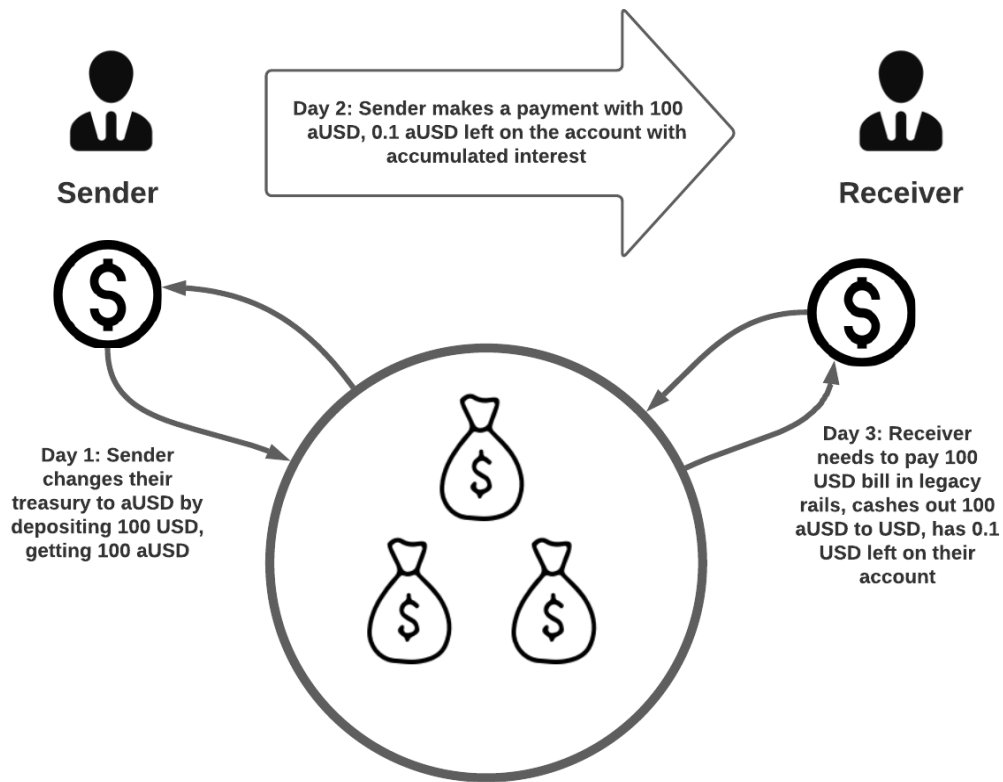 Day 2: Sender makes a payment with 100
aUSD, 0.1 aUSD left on the account with
accumulated interest
Sender
Receiver
$
$
Day 1: Sender
changes their
treasury to aUSD by
depositing 100 USD,
getting 100 aUSD
$
$
$
Day 3: Receiver
needs to pay 100
USD bill in legacy
rails, cashes out 100
aUSD to USD, has 0.1
USD left on their
account